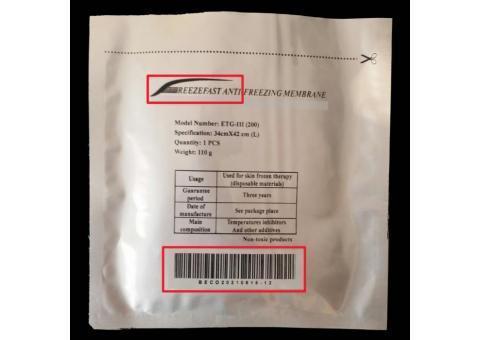 FREEZEFAST ANTI FREEZING MEMBRANE
Model Number: ETG-III (200)
Specification: 34cmX42 cm (L)
Quantity: 1 PCS
Weight: 110 g
Usage Used for skin frozen therapy (disposable materials)
Gaurantee period Three years
Date of manufacture See package place
Main composition Temperatures inhibitors And other additives
Non-toxic products